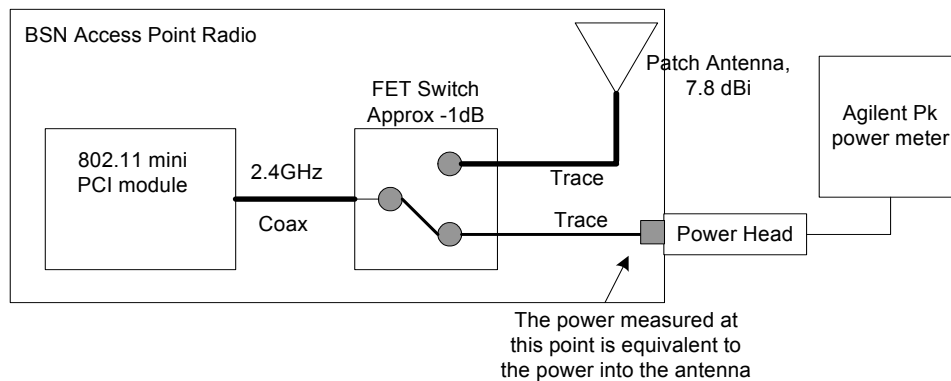 BSN Access Point Radio
Patch Antenna,
7.8 dBi
FET Switch
Approx -1dB
Agilent Pk
power meter
802.11 mini
PCI module
2.4GHz
Coax
Trace
Trace
Power Head
The power measured at
this point is equivalent to
the power into the antenna